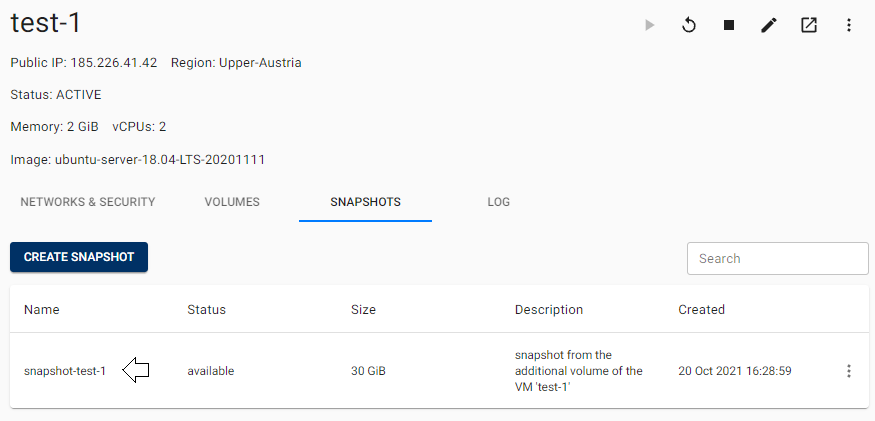 test-1
Public IP: 185.226.41.42 Region: Upper-Austria
Status: ACTIVE
Memory: 2 GiB vCPUs: 2
Image: ubuntu-server-18.04-LTS-20201111
NETWORKS & SECURITY VOLUMES SNAPSHOTS LOG
CREATE SNAPSHOT Search
Name Status Size Description Created
snapshot-test-1 available 30 GiB snapshot from the
additional volume of the
VM 'test-1'
20 Oct 2021 16:28:59